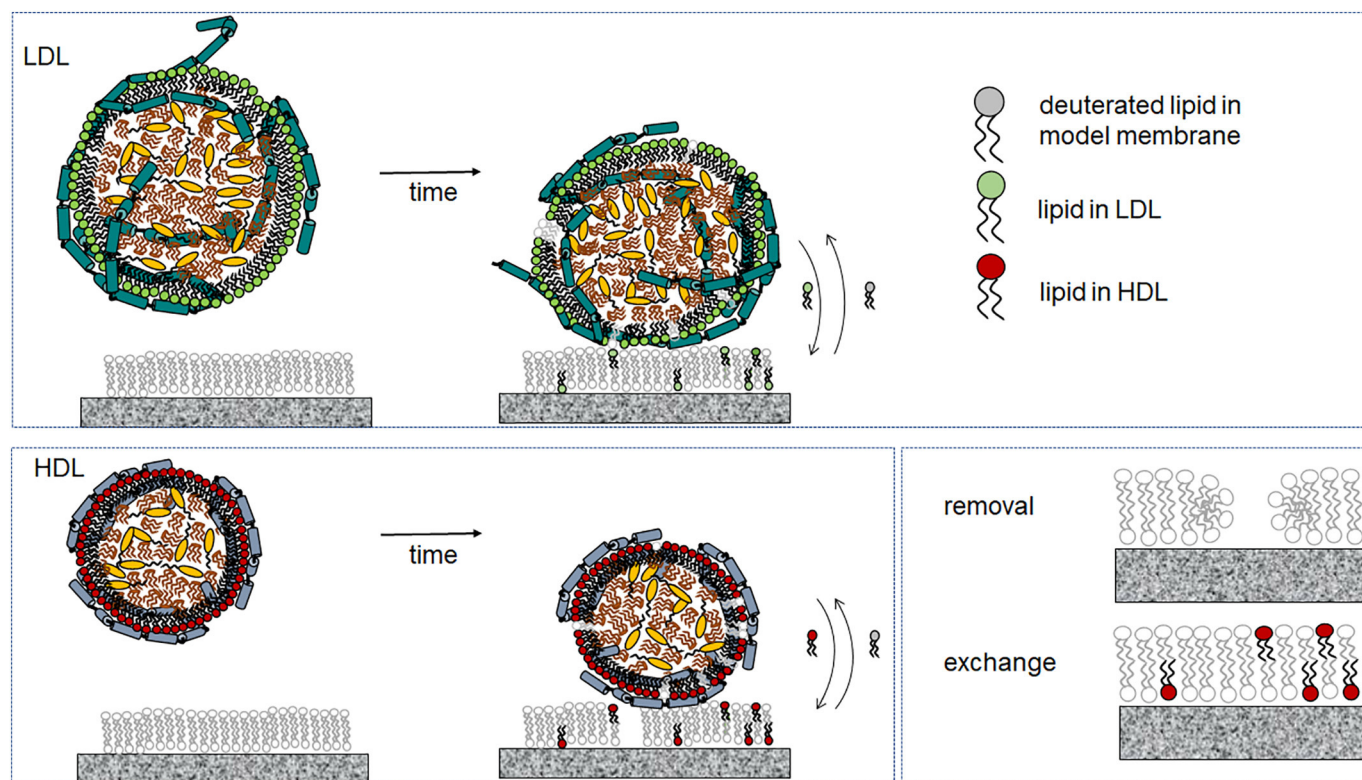 LDL
time
deuterated lipid in
model membrane
lipid in LDL
lipid in HDL
HDL
time
removal
exchange